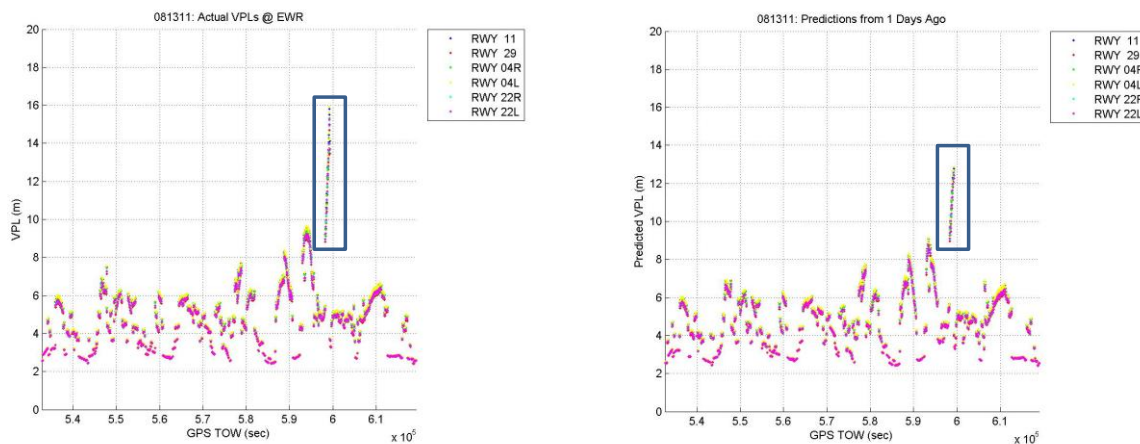 081311: Actual VPLs @ EWR
20
18
16
14
12
10
8
6
4
2
0
VPL (m)
5.4
5.5
5.6
5.7
5.8
5.9
6
6.1
GPS TOW (sec)
x 10^5
RWY 11
RWY 29
RWY 04R
RWY 04L
RWY 22R
RWY 22L
081311: Predictions from 1 Days Ago
20
18
16
14
12
10
8
6
4
2
0
Predicted VPL (m)
5.4
5.5
5.6
5.7
5.8
5.9
6
6.1
GPS TOW (sec)
x 10^5
RWY 11
RWY 29
RWY 04R
RWY 04L
RWY 22R
RWY 22L